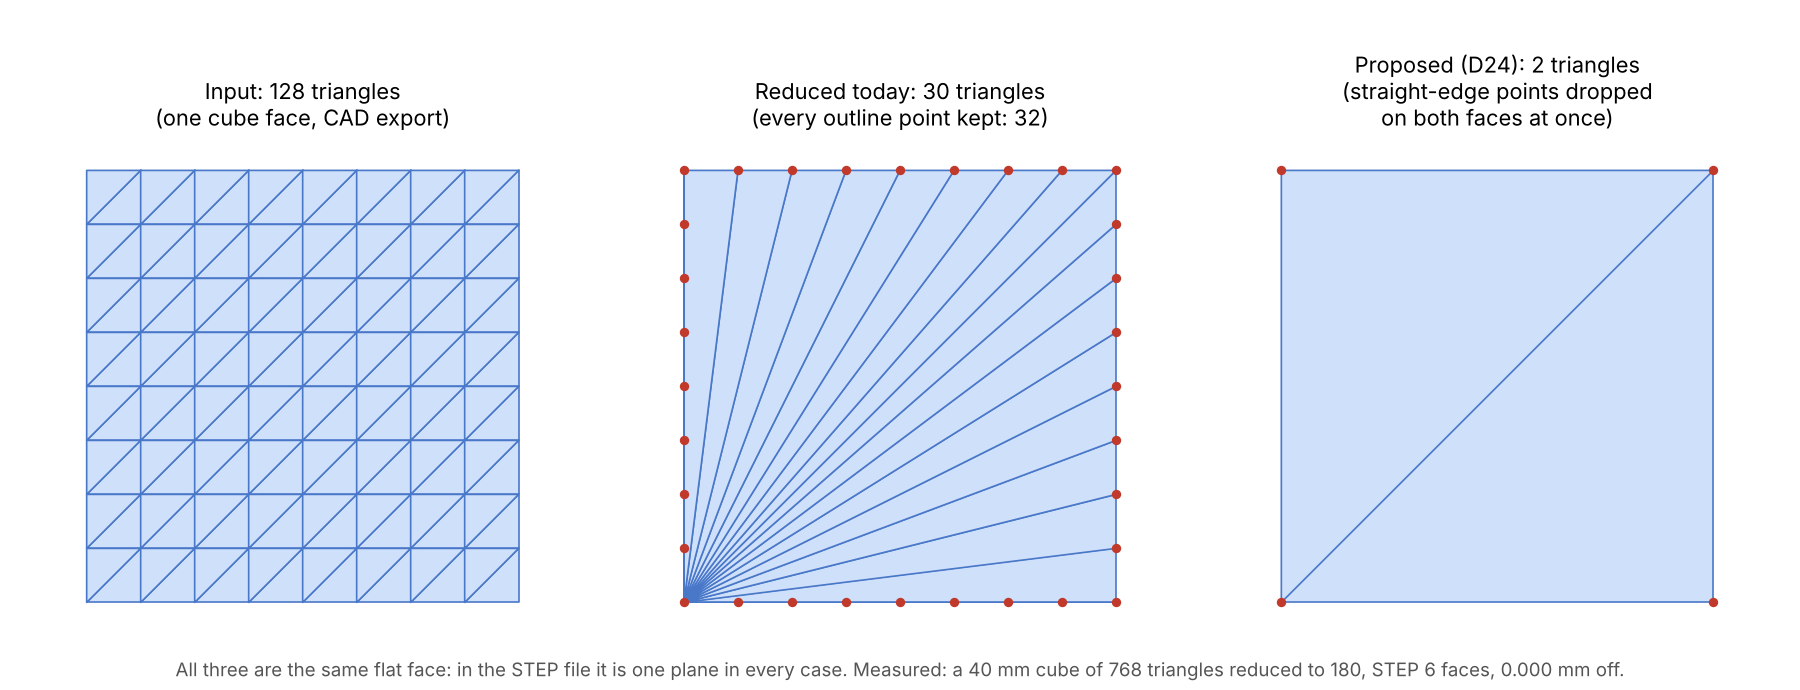 Input: 128 triangles
(one cube face, CAD export)
Reduced today: 30 triangles
(every outline point kept: 32)
Proposed (D24): 2 triangles
(straight-edge points dropped
on both faces at once)
All three are the same flat face: in the STEP file it is one plane in every case. Measured: a 40 mm cube of 768 triangles reduced to 180, STEP 6 faces, 0.000 mm off.